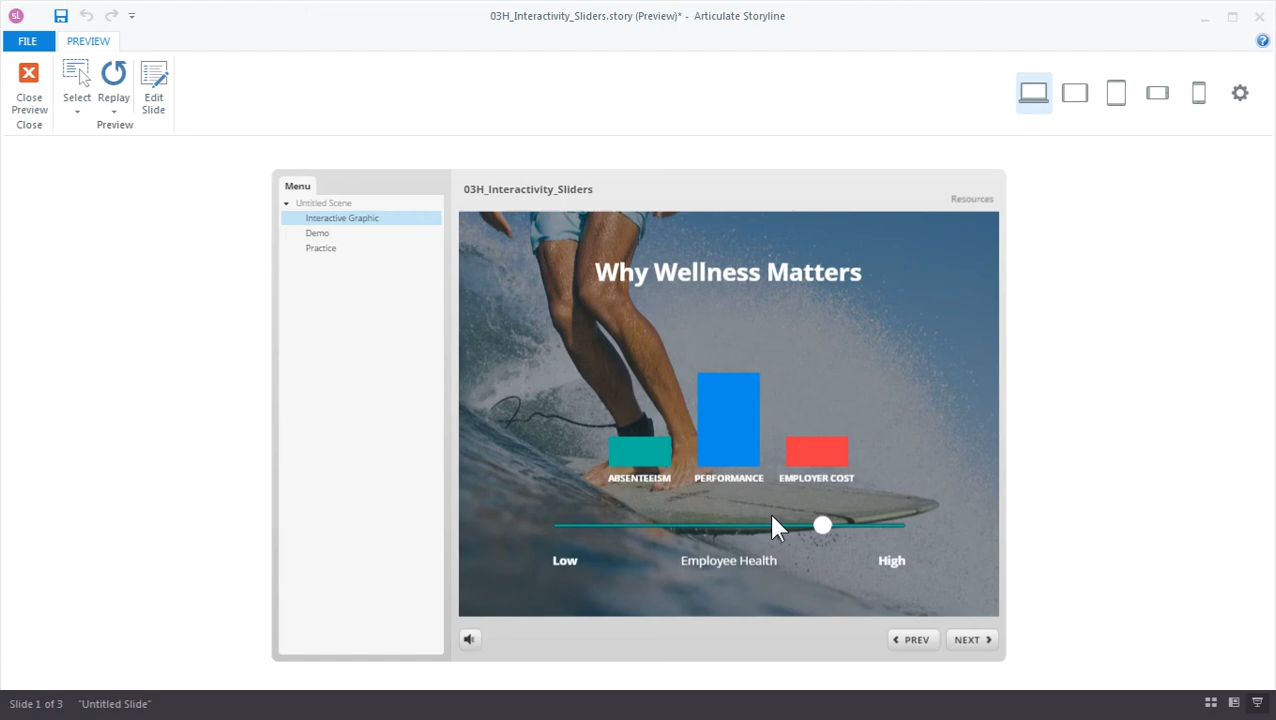 sl
03H_Interactivity_Sliders.story (Preview)* - Articulate Storyline
FILE
PREVIEW
Close Preview
Select
Replay
Edit Slide
Close
Preview
Menu
Untitled Scene
Interactive Graphic
Demo
Practice
03H_Interactivity_Sliders
Resources
Why Wellness Matters
ABSENTEEISM
PERFORMANCE
EMPLOYER COST
Low
Employee Health
High
PREV
NEXT
Slide 1 of 3
"Untitled Slide"